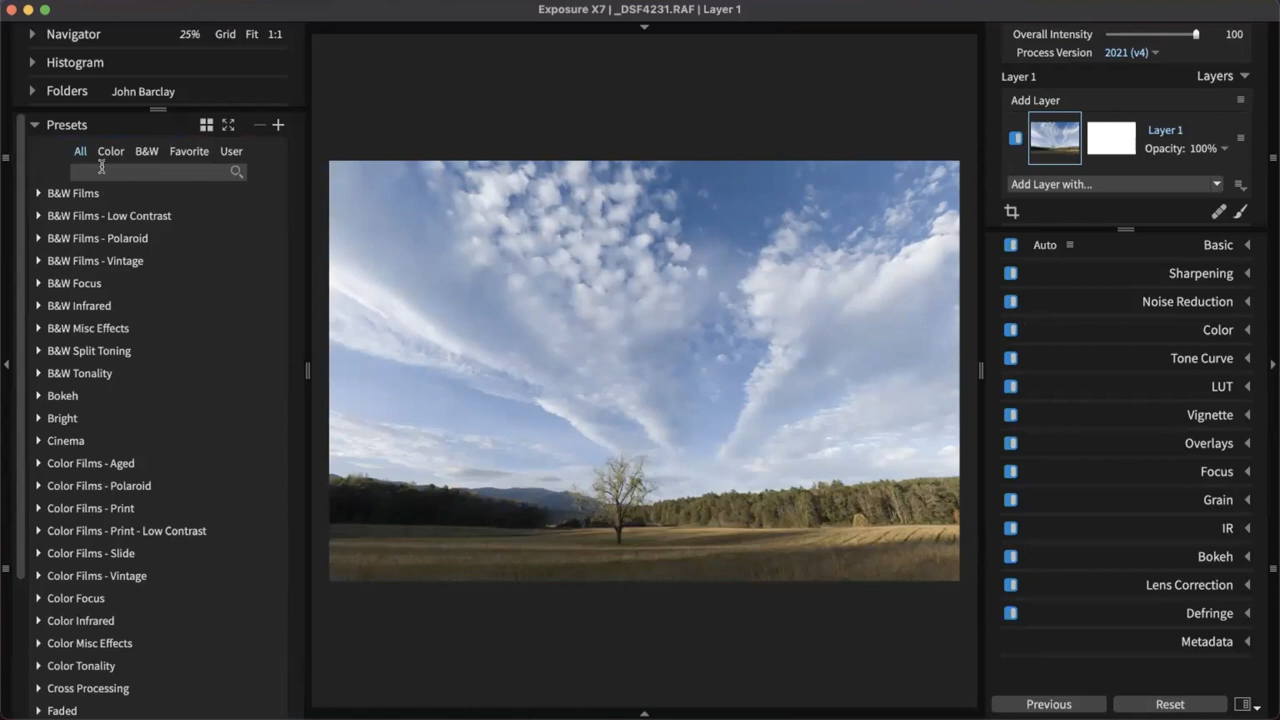 Exposure X7 | _DSF4231.RAF | Layer 1
Navigator 25% Grid Fit 1:1
Histogram
Folders John Barclay
Presets
All Color B&W Favorite User
B&W Films
B&W Films - Low Contrast
B&W Films - Polaroid
B&W Films - Vintage
B&W Focus
B&W Infrared
B&W Misc Effects
B&W Split Toning
B&W Tonality
Bokeh
Bright
Cinema
Color Films - Aged
Color Films - Polaroid
Color Films - Print
Color Films - Print - Low Contrast
Color Films - Slide
Color Films - Vintage
Color Focus
Color Infrared
Color Misc Effects
Color Tonality
Cross Processing
Faded
Overall Intensity 100
Process Version 2021 (v4)
Layer 1 Layers
Add Layer
Layer 1
Opacity: 100%
Add Layer with...
Auto Basic
Sharpening
Noise Reduction
Color
Tone Curve
LUT
Vignette
Overlays
Focus
Grain
IR
Bokeh
Lens Correction
Defringe
Metadata
Previous Reset